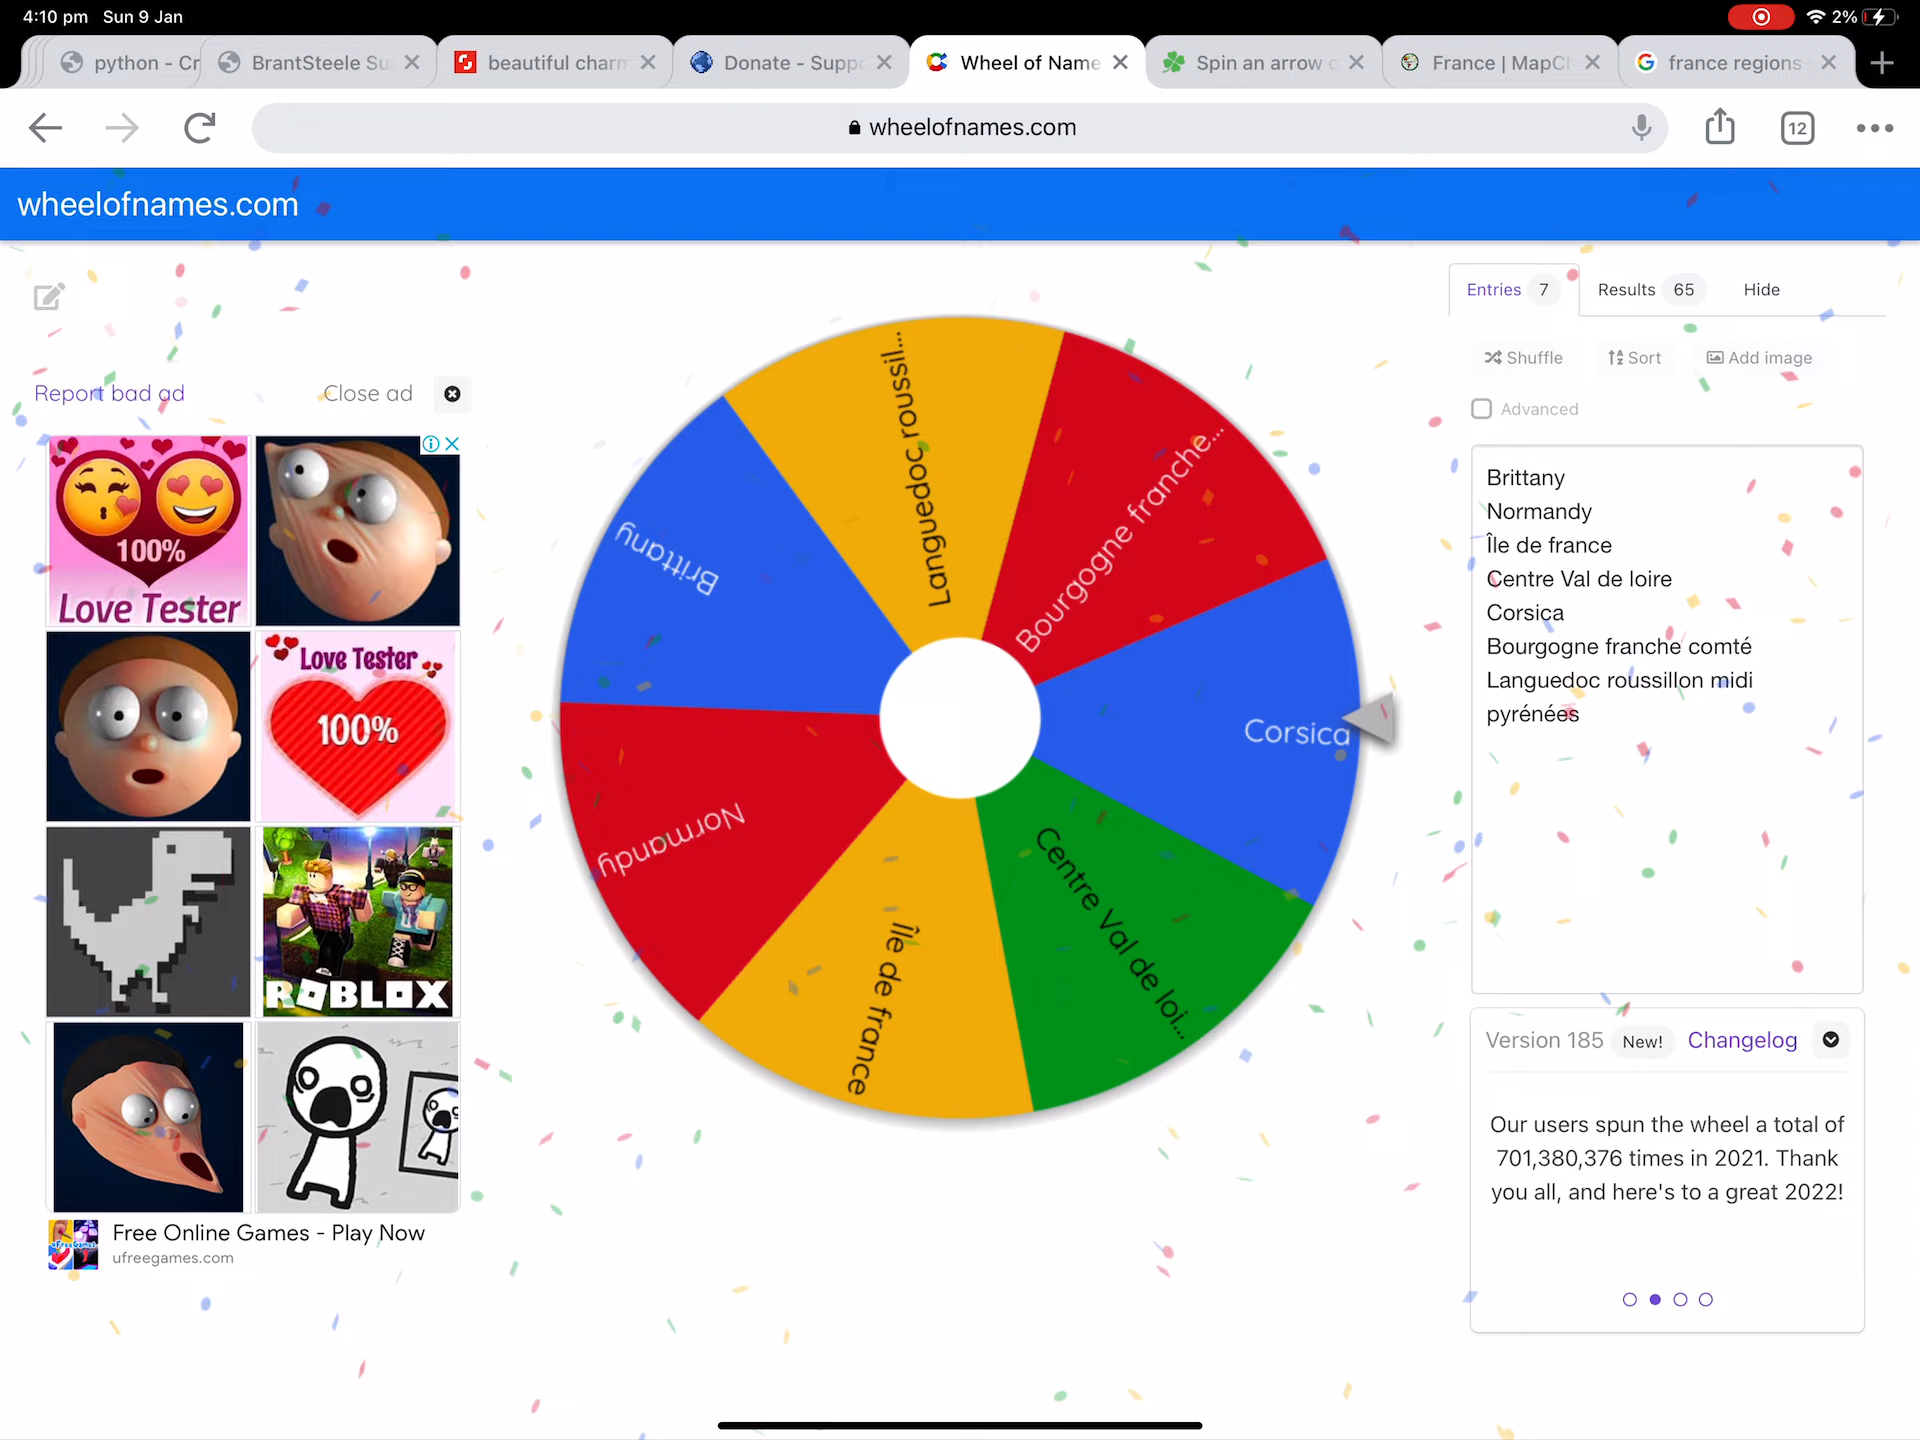 4:10 pm Sun 9 Jan
2%
python - Cr
BrantSteele Su
beautiful charm
Donate - Suppo
Wheel of Name
Spin an arrow o
France | MapCh
france regions
wheelofnames.com
12
wheelofnames.com
Entries 7
Results 65
Hide
Shuffle
Sort
Add image
Advanced
Report bad ad
Close ad
100%
Love Tester
Love Tester
100%
ROBLOX
Free Online Games - Play Now
ufreegames.com
Languedoc roussil...
Bourgogne franche...
Brittany
Corsica
Normandy
Centre Val de loi...
Île de france
Brittany
Normandy
Île de france
Centre Val de loire
Corsica
Bourgogne franche comté
Languedoc roussillon midi
pyrénées
Version 185 New! Changelog
Our users spun the wheel a total of
701,380,376 times in 2021. Thank
you all, and here's to a great 2022!